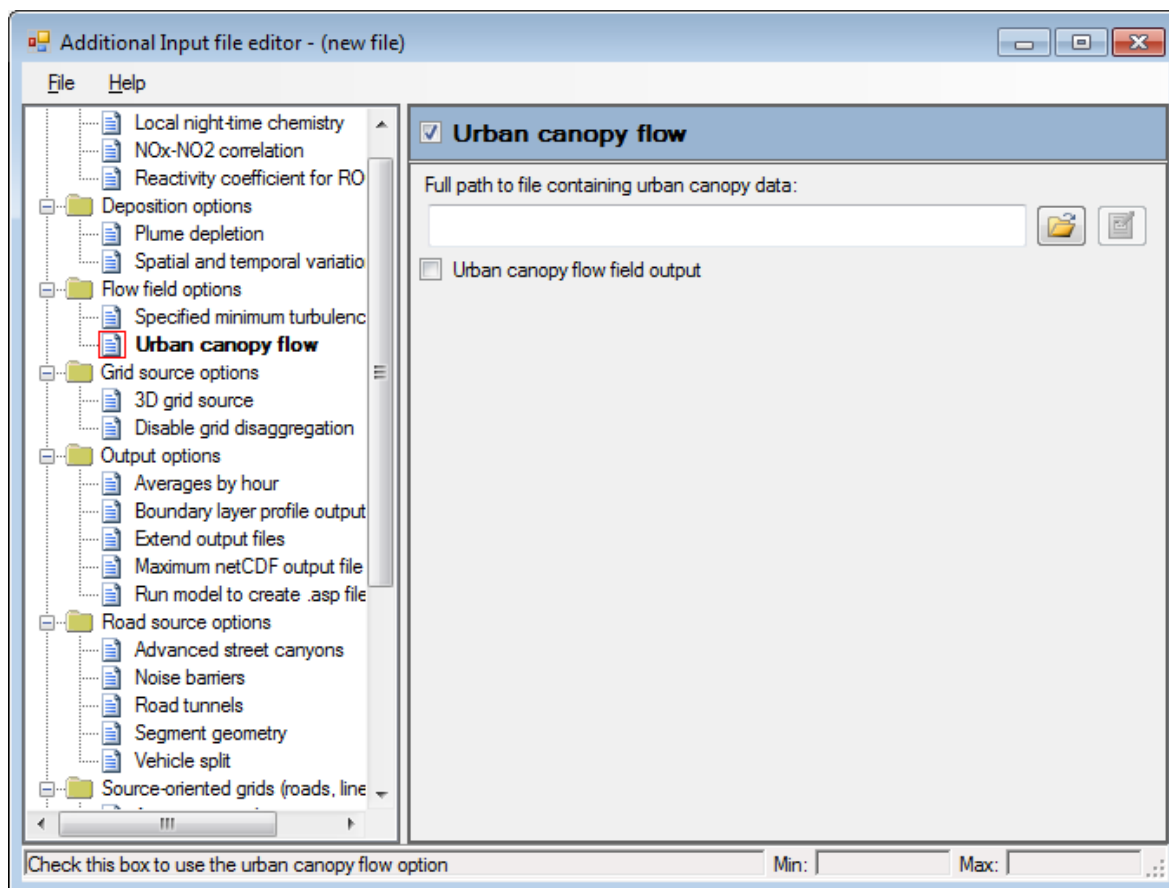 Additional Input file editor - (new file)
File Help
Local night-time chemistry
NOx-NO2 correlation
Reactivity coefficient for RO
Deposition options
Plume depletion
Spatial and temporal variatio
Flow field options
Specified minimum turbulenc
Urban canopy flow
Grid source options
3D grid source
Disable grid disaggregation
Output options
Averages by hour
Boundary layer profile output
Extend output files
Maximum netCDF output file
Run model to create .asp file
Road source options
Advanced street canyons
Noise barriers
Road tunnels
Segment geometry
Vehicle split
Source-oriented grids (roads, line
Urban canopy flow
Full path to file containing urban canopy data:
Urban canopy flow field output
Check this box to use the urban canopy flow option
Min: Max: